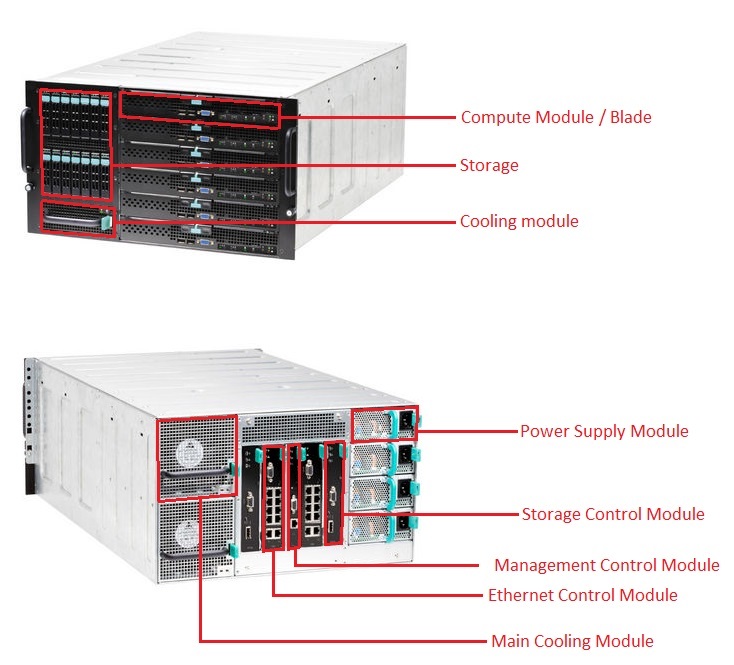 Compute Module / Blade
Storage
Cooling module
Power Supply Module
Storage Control Module
Management Control Module
Ethernet Control Module
Main Cooling Module